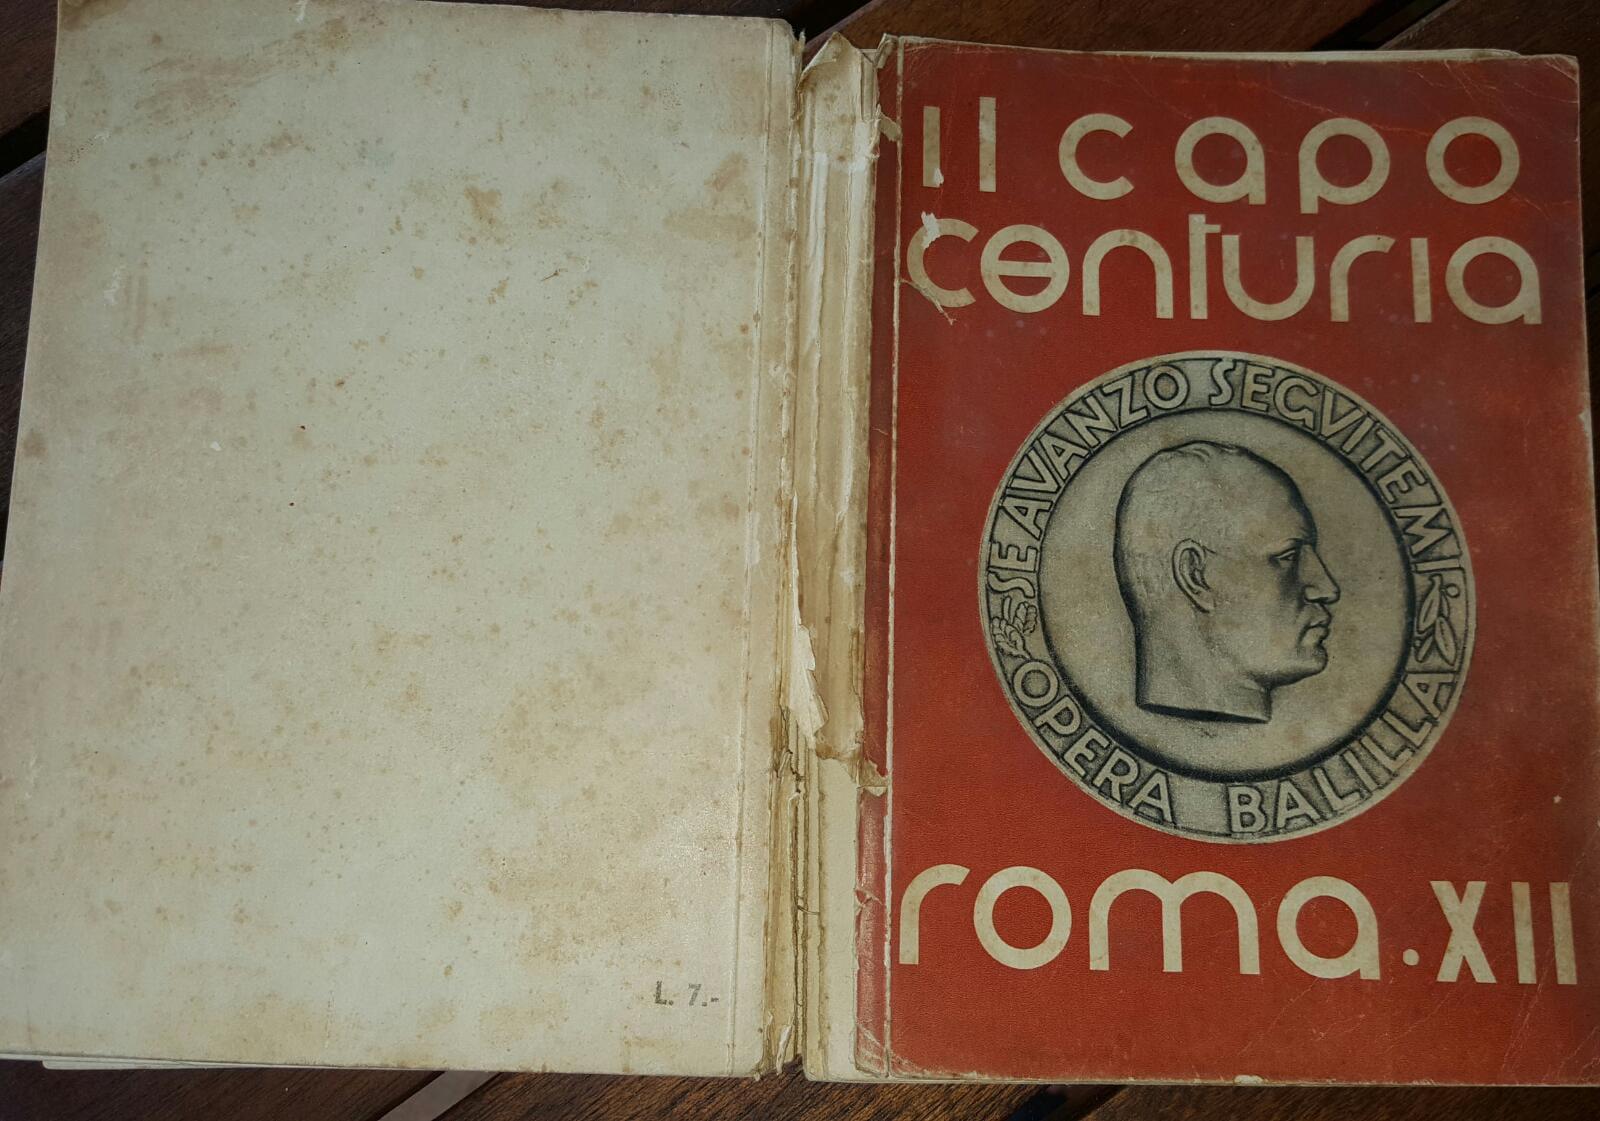 L. 7.-
Il capo
centuria
SE AVANZO SEGVITEMI
OPERA BALILLA
roma · XII